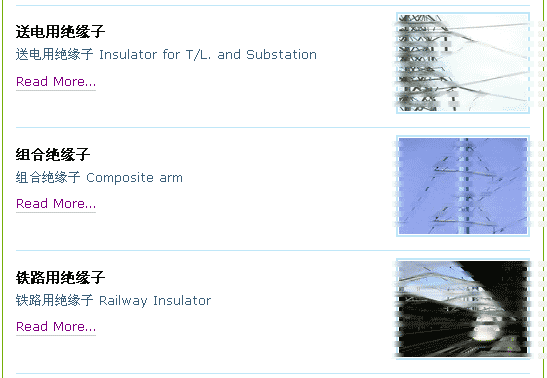 送电用绝缘子
送电用绝缘子 Insulator for T/L. and Substation
Read More...
组合绝缘子
组合绝缘子 Composite arm
Read More...
铁路用绝缘子
铁路用绝缘子 Railway Insulator
Read More...